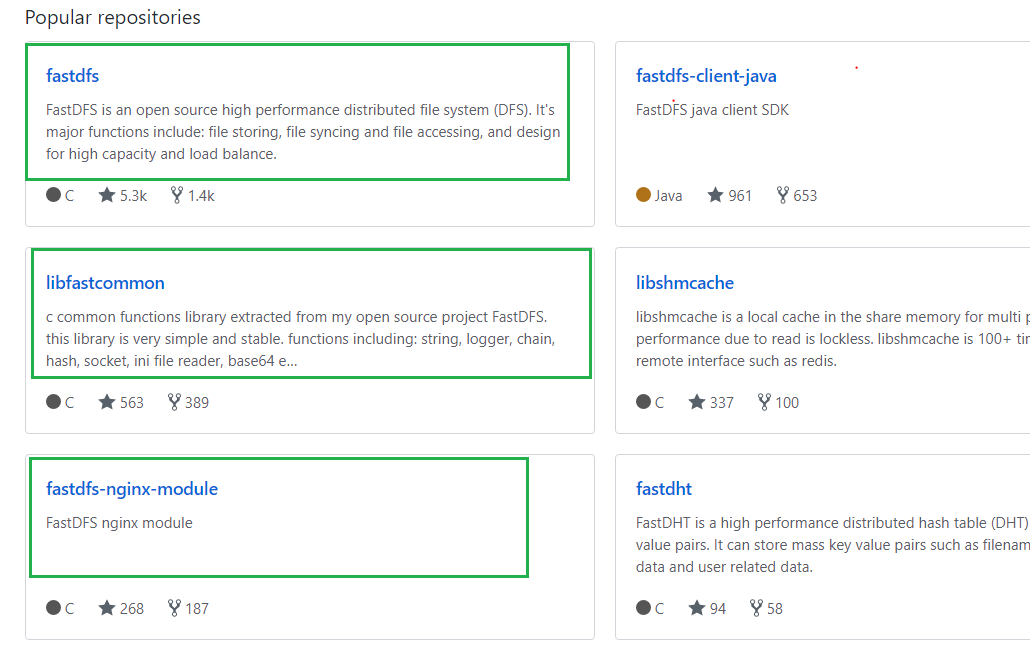 Popular repositories
fastdfs
FastDFS is an open source high performance distributed file system (DFS). It's
major functions include: file storing, file syncing and file accessing, and design
for high capacity and load balance.
C 5.3k 1.4k
fastdfs-client-java
FastDFS java client SDK
Java 961 653
libfastcommon
c common functions library extracted from my open source project FastDFS.
this library is very simple and stable. functions including: string, logger, chain,
hash, socket, ini file reader, base64 e...
C 563 389
libshmcache
libshmcache is a local cache in the share memory for multi
performance due to read is lockless. libshmcache is 100+
remote interface such as redis.
C 337 100
fastdfs-nginx-module
FastDFS nginx module
C 268 187
fastdht
FastDHT is a high performance distributed hash table (DHT)
value pairs. It can store mass key value pairs such as filenam
data and user related data.
C 94 58